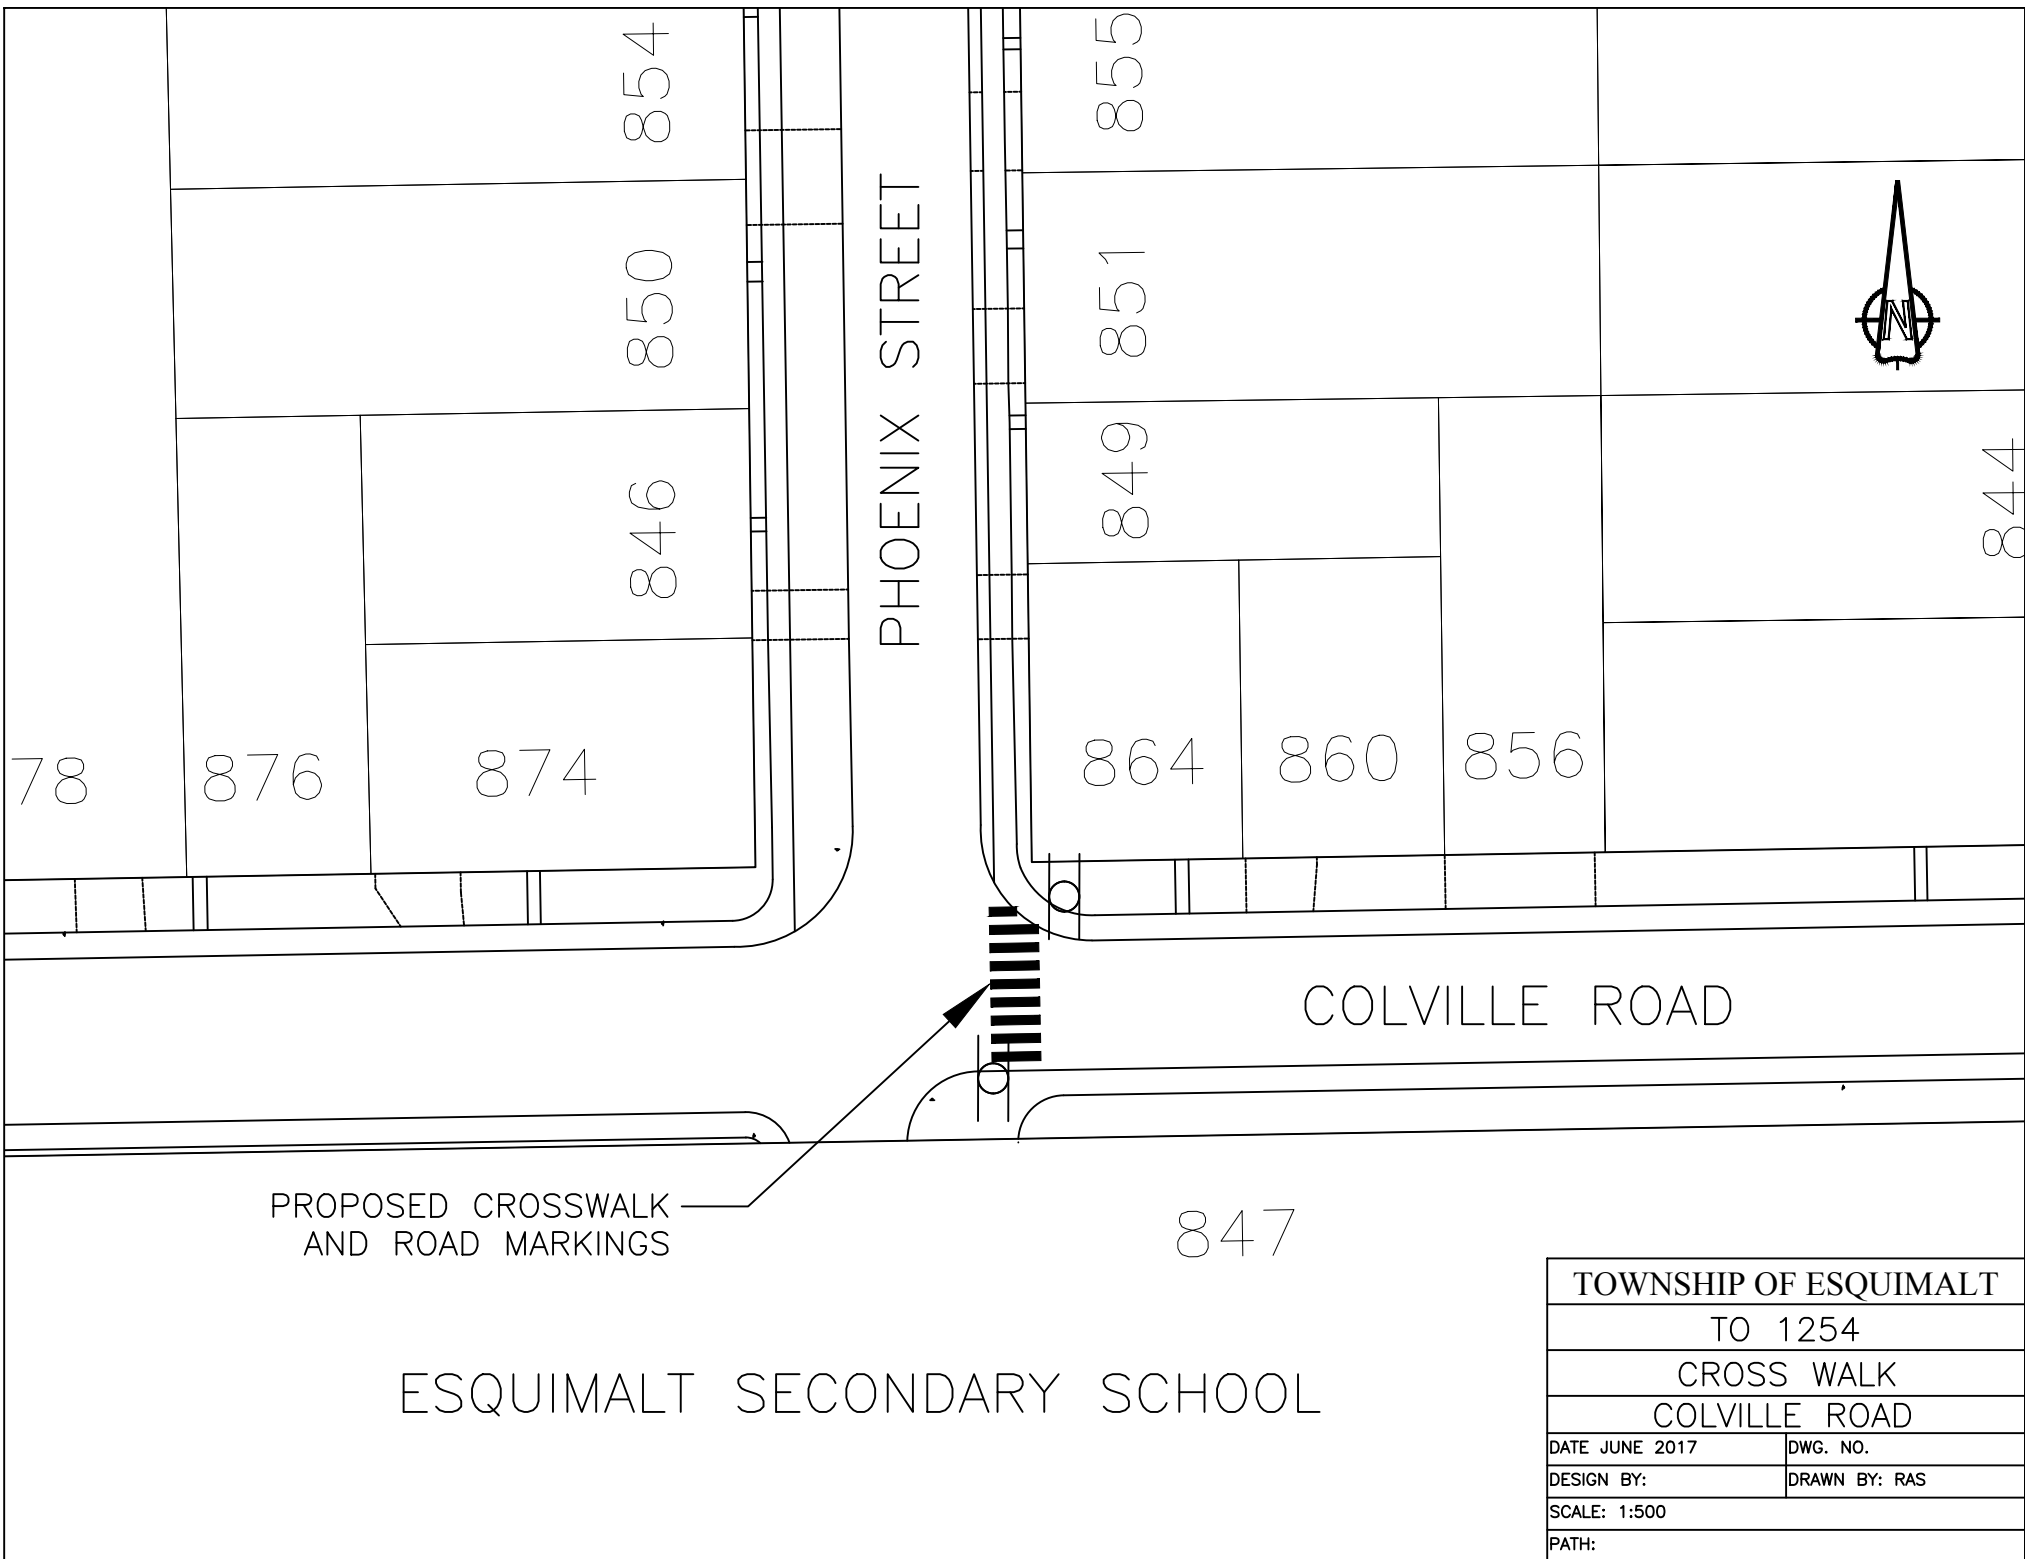 854
855
850
PHOENIX STREET
851
N
846
849
844
78
876
874
864
860
856
COLVILLE ROAD
PROPOSED CROSSWALK
AND ROAD MARKINGS
847
ESQUIMALT SECONDARY SCHOOL
TOWNSHIP OF ESQUIMALT
TO 1254
CROSS WALK
COLVILLE ROAD
DATE JUNE 2017
DWG. NO.
DESIGN BY:
DRAWN BY: RAS
SCALE: 1:500
PATH: